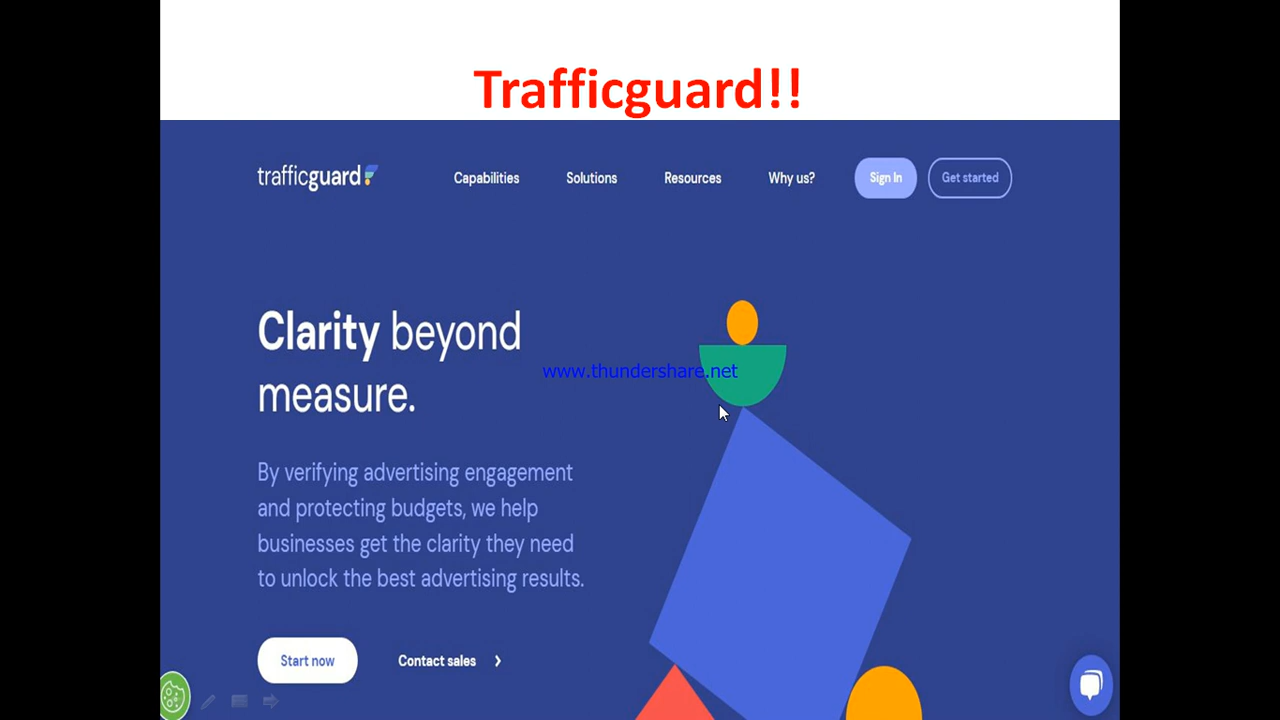 Trafficguard!!
trafficguard
Capabilities
Solutions
Resources
Why us?
Sign In
Get started
Clarity beyond
measure.
www.thundershare.net
By verifying advertising engagement
and protecting budgets, we help
businesses get the clarity they need
to unlock the best advertising results.
Start now
Contact sales